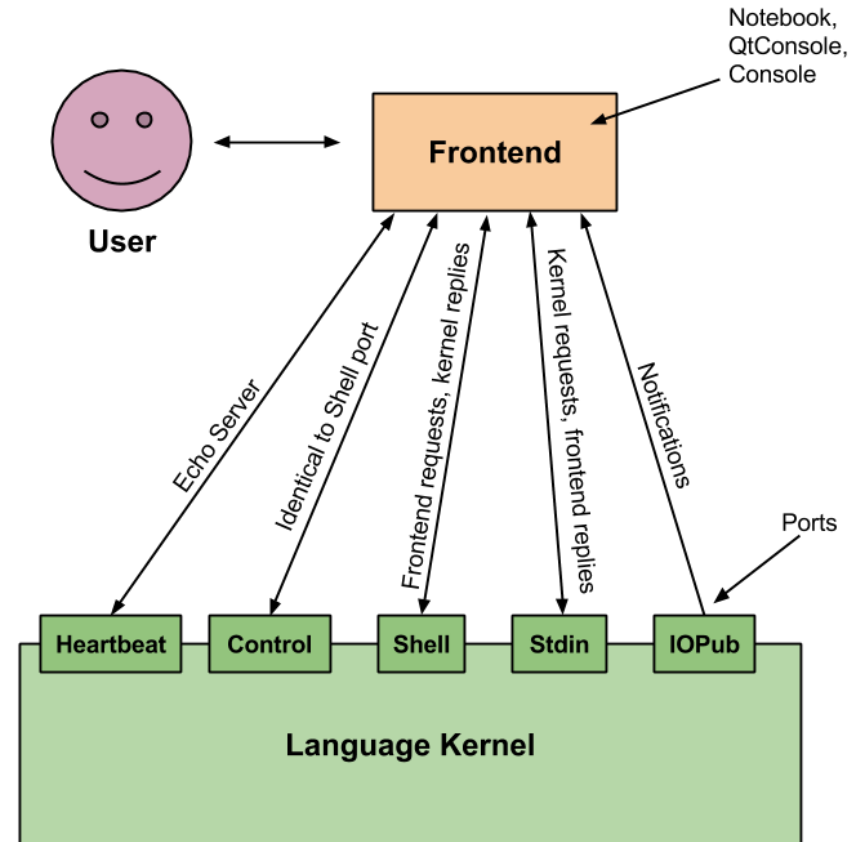 Notebook,
QtConsole,
Console
Frontend
User
Echo Server
Identical to Shell port
Frontend requests, kernel replies
Kernel requests, frontend replies
Notifications
Ports
Heartbeat
Control
Shell
Stdin
IOPub
Language Kernel